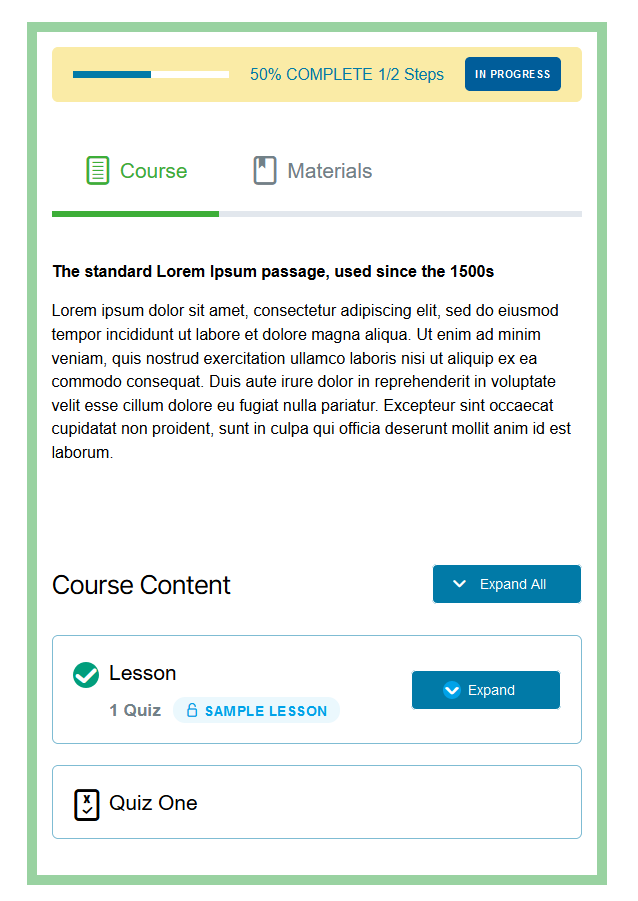 50% COMPLETE 1/2 Steps
IN PROGRESS
Course
Materials
The standard Lorem Ipsum passage, used since the 1500s
Lorem ipsum dolor sit amet, consectetur adipiscing elit, sed do eiusmod
tempor incididunt ut labore et dolore magna aliqua. Ut enim ad minim
veniam, quis nostrud exercitation ullamco laboris nisi ut aliquip ex ea
commodo consequat. Duis aute irure dolor in reprehenderit in voluptate
velit esse cillum dolore eu fugiat nulla pariatur. Excepteur sint occaecat
cupidatat non proident, sunt in culpa qui officia deserunt mollit anim id est
laborum.
Course Content
Expand All
Lesson
1 Quiz
SAMPLE LESSON
Expand
Quiz One